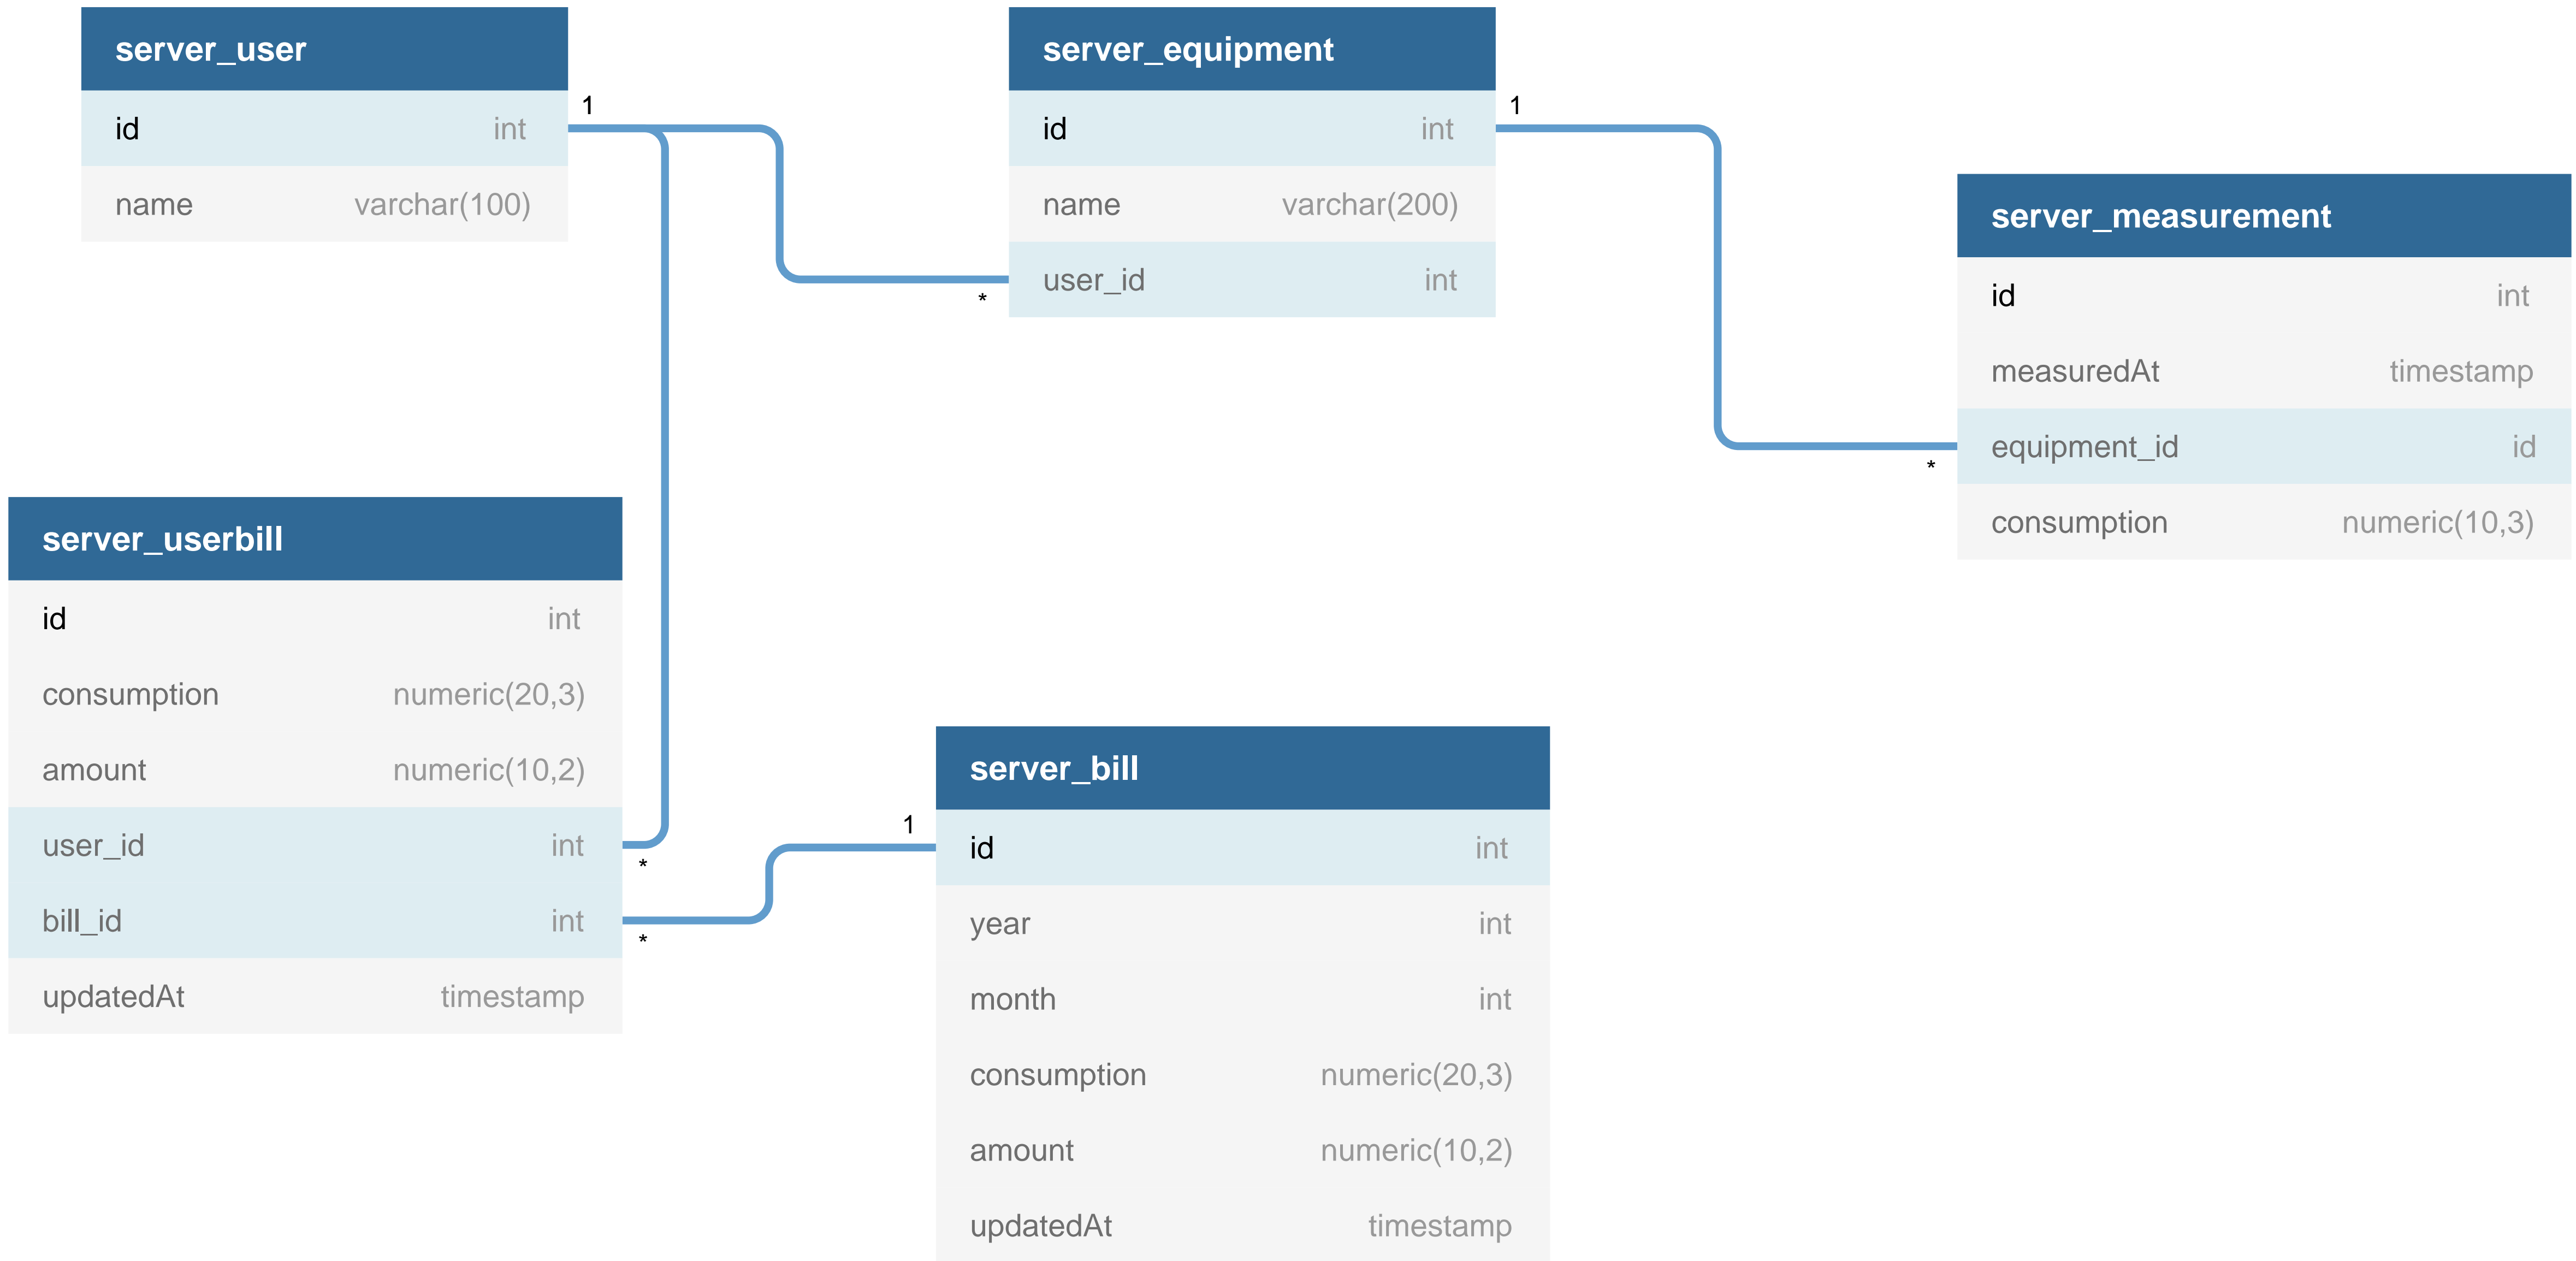 server_user
id int
name varchar(100)
1
*
server_equipment
id int
name varchar(200)
user_id int
1
*
server_measurement
id int
measuredAt timestamp
equipment_id id
consumption numeric(10,3)
server_userbill
id int
consumption numeric(20,3)
amount numeric(10,2)
user_id int
bill_id int
updatedAt timestamp
*
*
1
server_bill
id int
year int
month int
consumption numeric(20,3)
amount numeric(10,2)
updatedAt timestamp